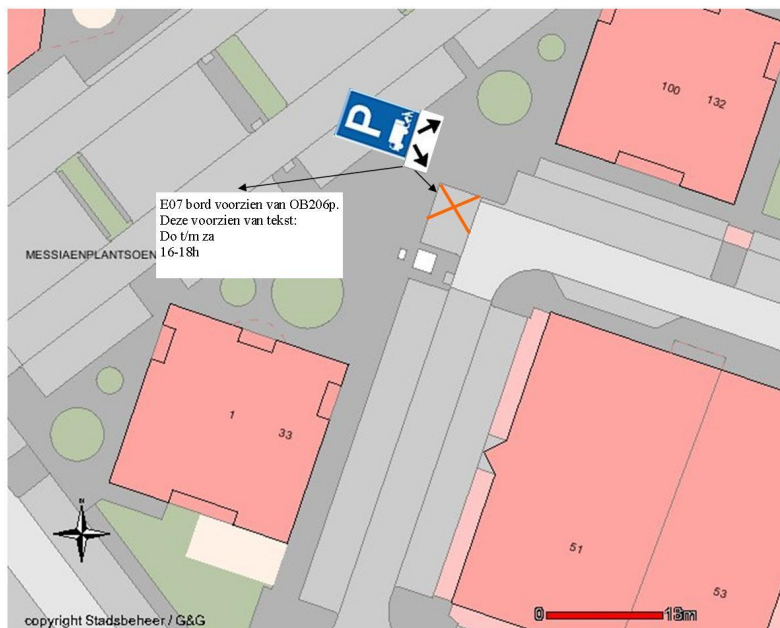 100 132
P
E07 bord voorzien van OB206p.
Deze voorzien van tekst:
Do t/m za
16-18h
MESSIAENPLANTSOEN
1
33
51
53
0 13m
copyright Stadsbeheer / G&G